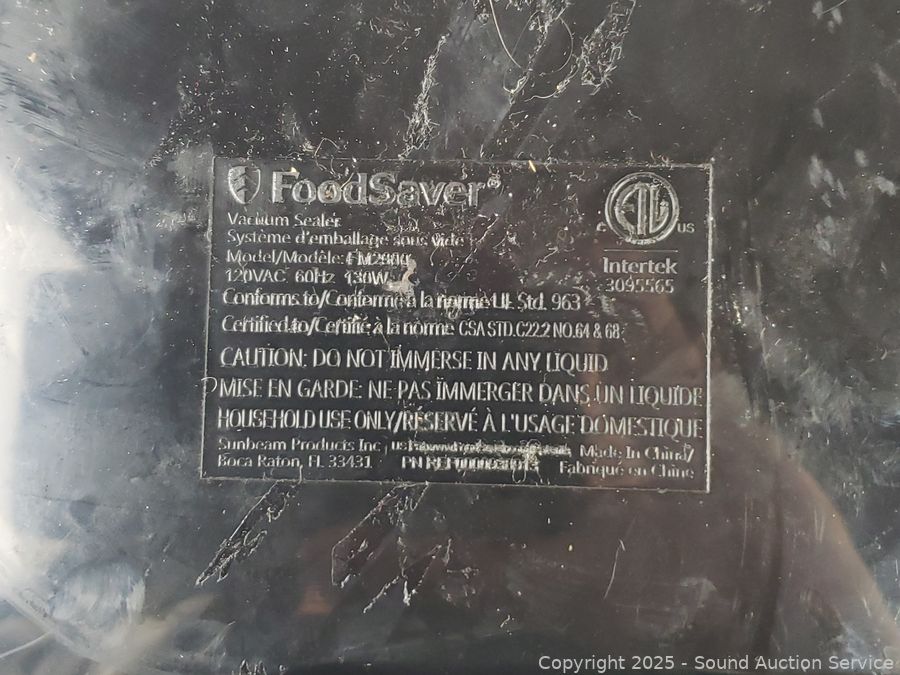 FoodSaver®
Vacuum Sealer
Système d'emballage sous vide
Model/Modèle:
120VAC 60Hz 130W
Conforms to/Conforme à la norme UL Std. 963
Certified to/Certifié à la norme CSA STD.C22.2 NO.64 & 68
CAUTION: DO NOT IMMERSE IN ANY LIQUID
MISE EN GARDE: NE PAS IMMERGER DANS UN LIQUIDE
HOUSEHOLD USE ONLY/RÉSERVÉ À L'USAGE DOMESTIQUE
Sunbeam Products Inc
Boca Raton, FL 33431 PN
Made In China
Fabriqué en Chine
ETL
C US
Intertek
3095565
Copyright 2025 - Sound Auction Service